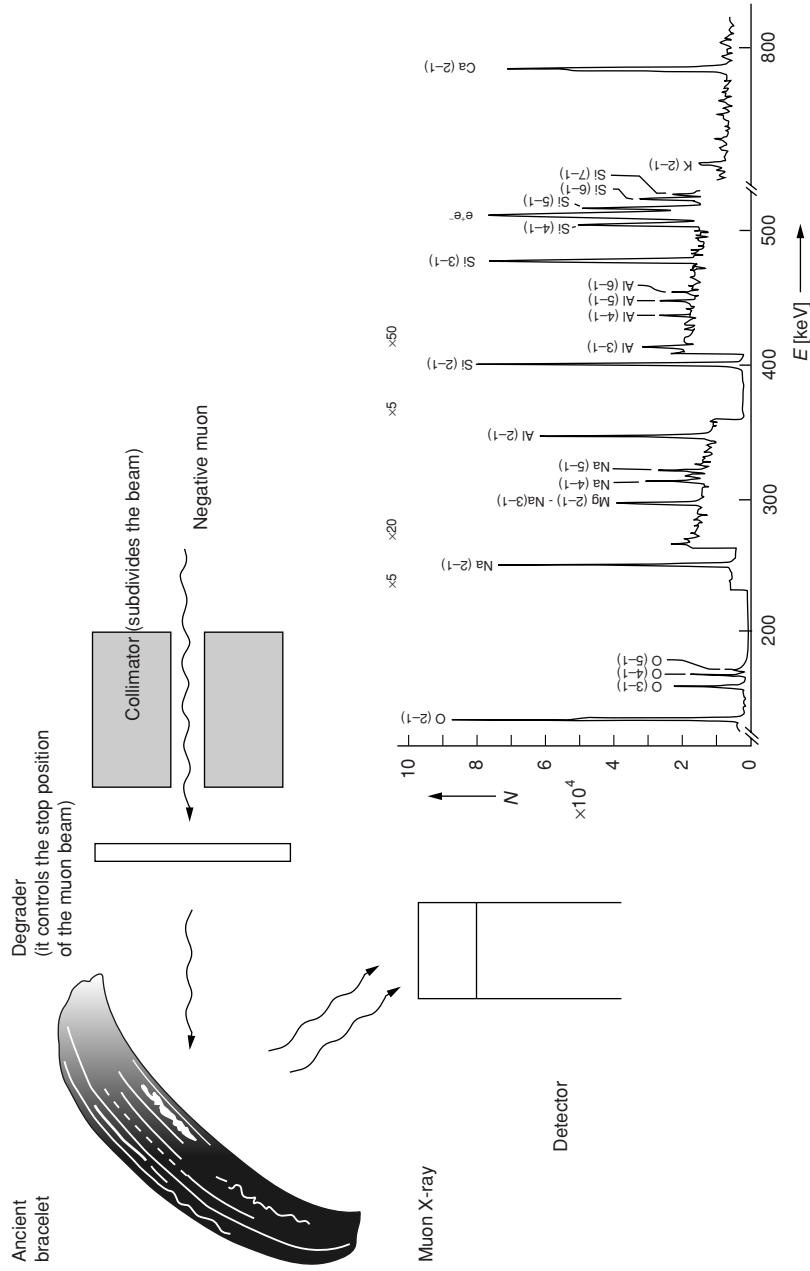 Ancient
bracelet
Degrader
(it controls the stop position
of the muon beam)
Collimator (subdivides the beam)
Negative muon
Muon X-ray
Detector
N
×10⁴
10
8
6
4
2
0
×5
×20
×5
×50
O (2–1)
O (3–1)
O (4–1)
O (5–1)
Na (2–1)
Mg (2–1) - Na(3–1)
Na (4–1)
Na (5–1)
Al (2–1)
Si (2–1)
Al (3–1)
Al (4–1)
Al (5–1)
Al (6–1)
Si (3–1)
Si (4–1)
e⁺e⁻
Si (5–1)
Si (6–1)
Si (7–1)
K (2–1)
Ca (2–1)
200
300
400
500
800
E [keV]